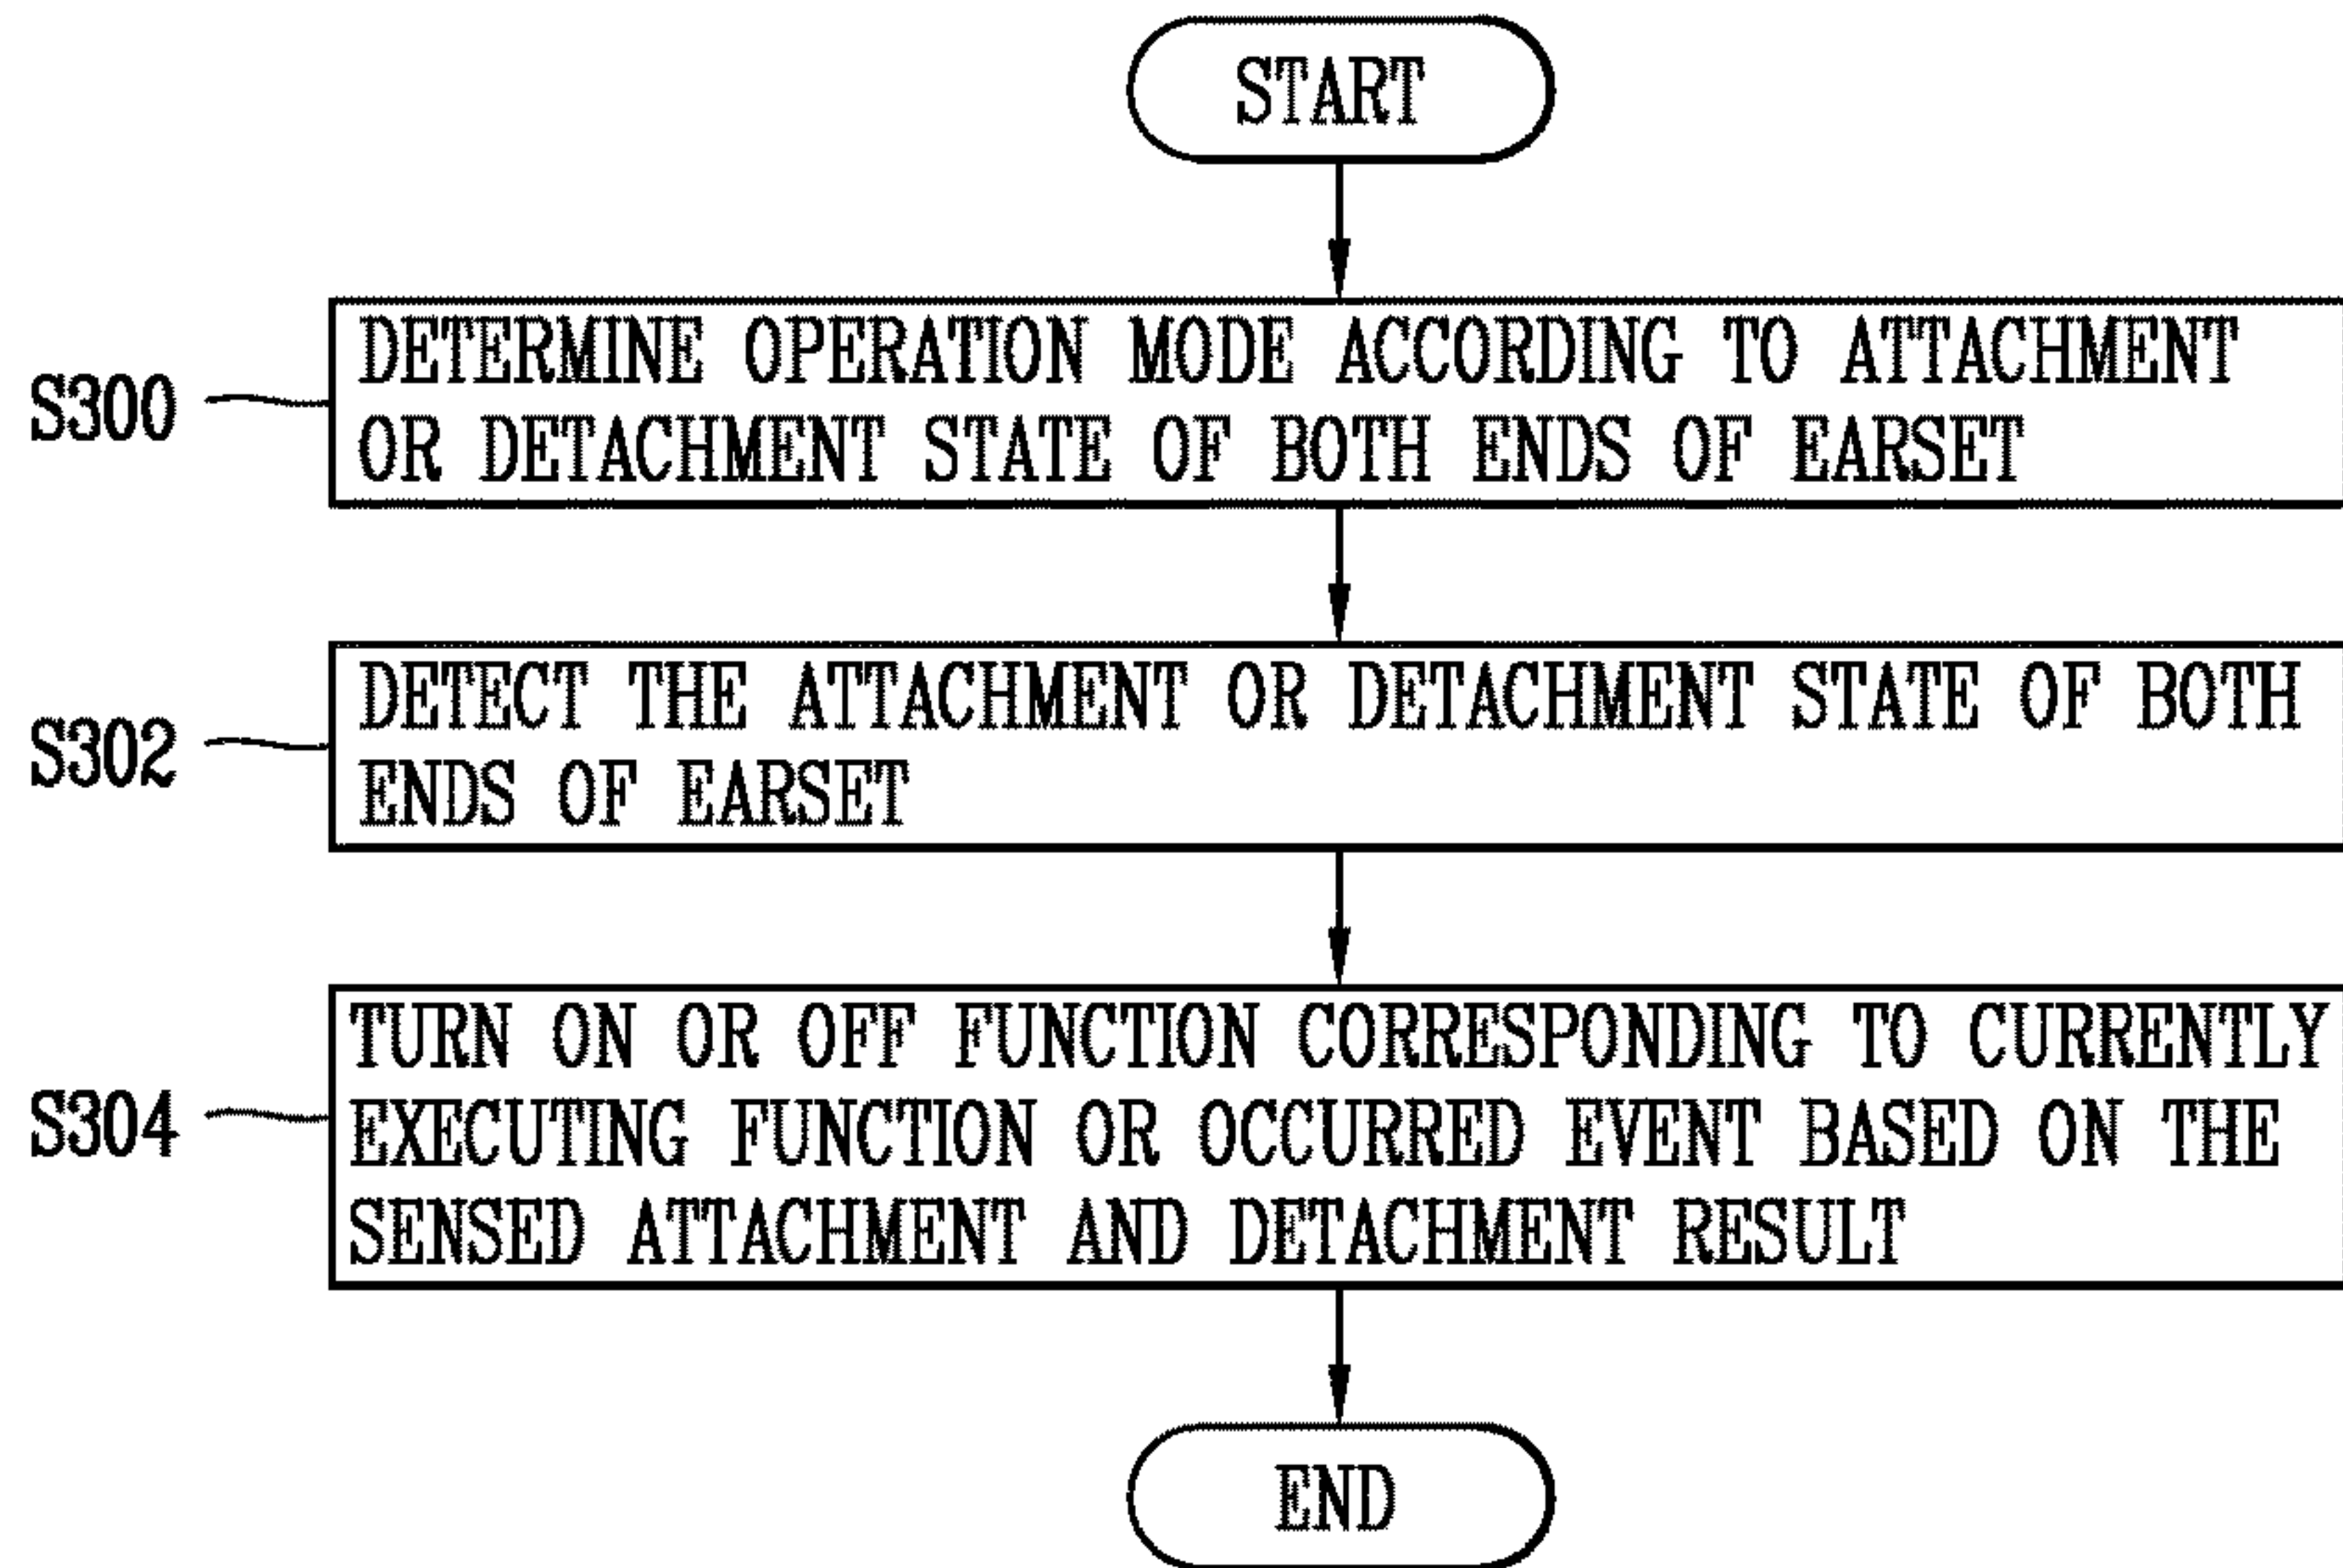 START
S300
DETERMINE OPERATION MODE ACCORDING TO ATTACHMENT
OR DETACHMENT STATE OF BOTH ENDS OF EARSET
S302
DETECT THE ATTACHMENT OR DETACHMENT STATE OF BOTH
ENDS OF EARSET
S304
TURN ON OR OFF FUNCTION CORRESPONDING TO CURRENTLY
EXECUTING FUNCTION OR OCCURRED EVENT BASED ON THE
SENSED ATTACHMENT AND DETACHMENT RESULT
END